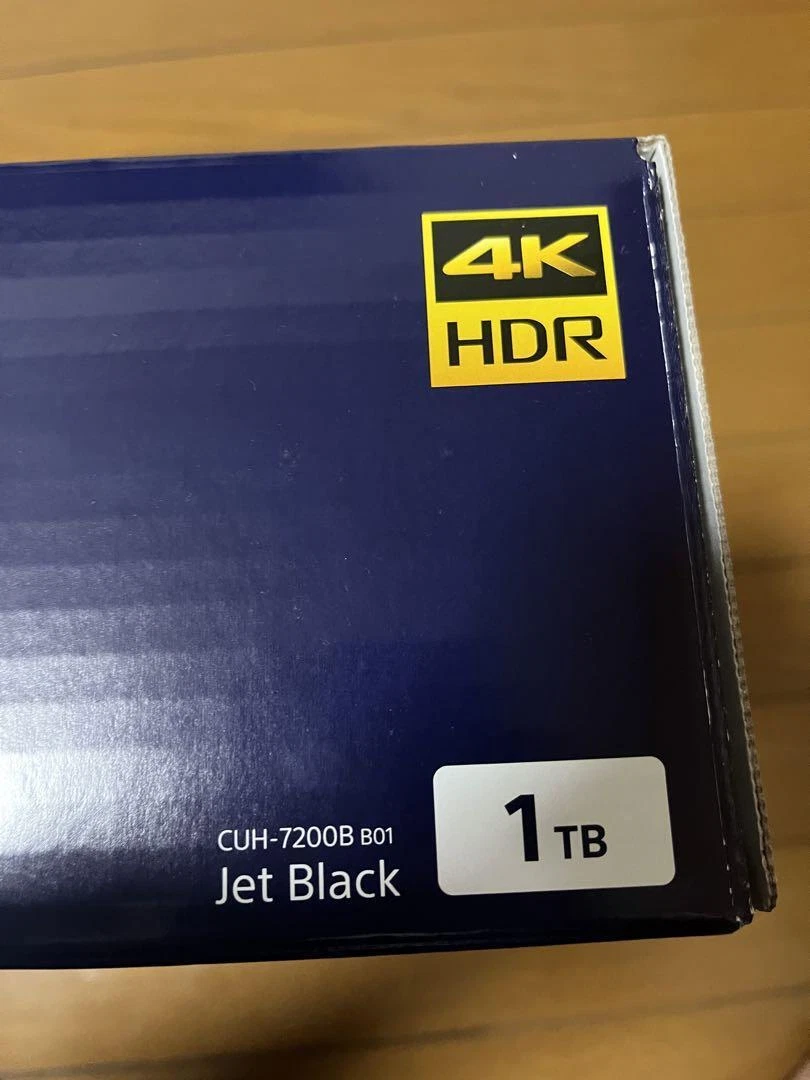 4K
HDR
CUH-7200B B01
Jet Black
1 TB